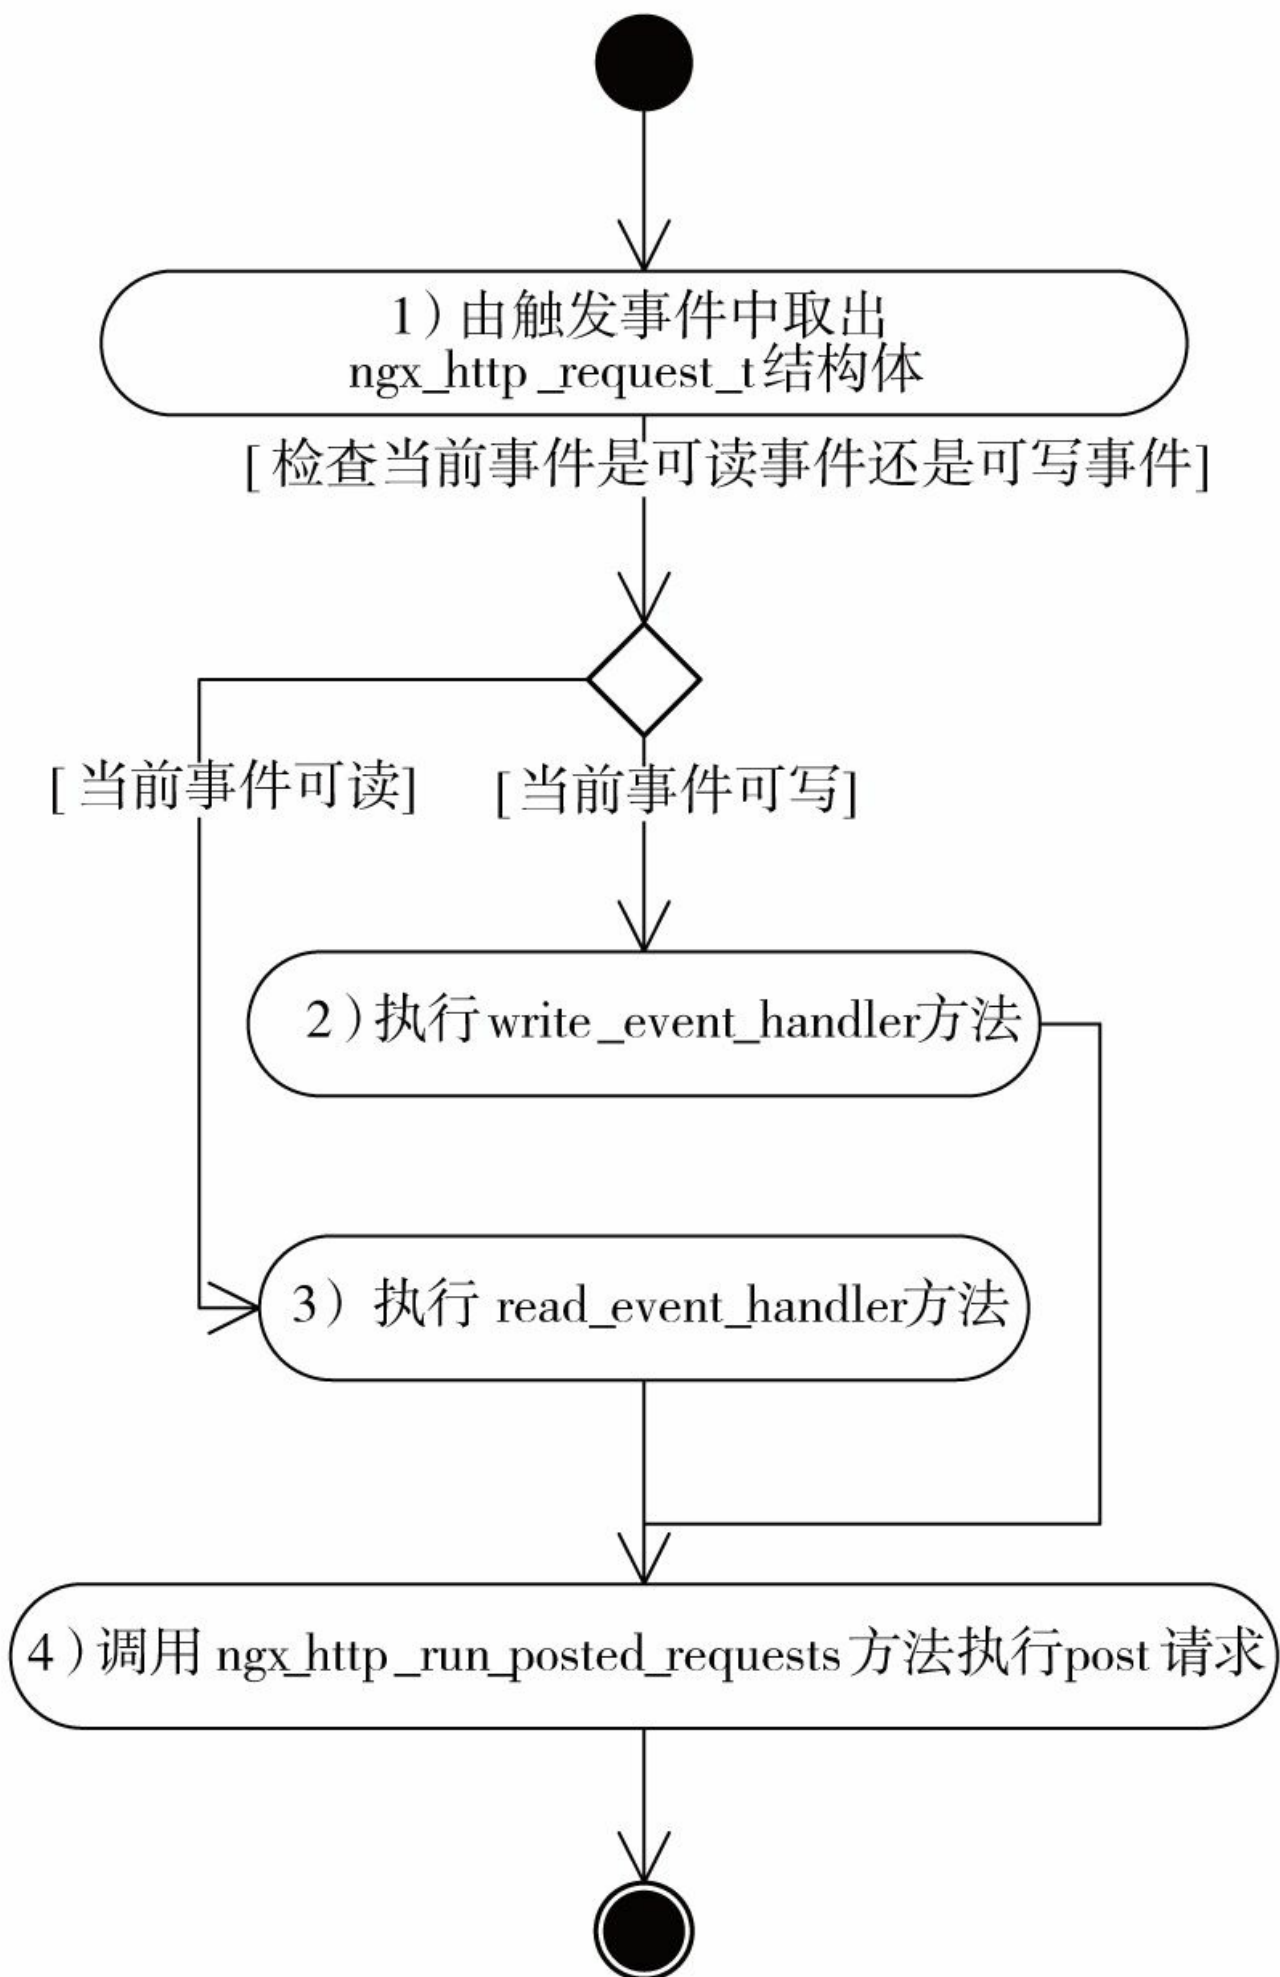 1）由触发事件中取出
ngx_http_request_t结构体
[检查当前事件是可读事件还是可写事件]
[当前事件可读]
[当前事件可写]
2）执行write_event_handler方法
3）执行 read_event_handler方法
4）调用 ngx_http_run_posted_requests 方法执行post 请求